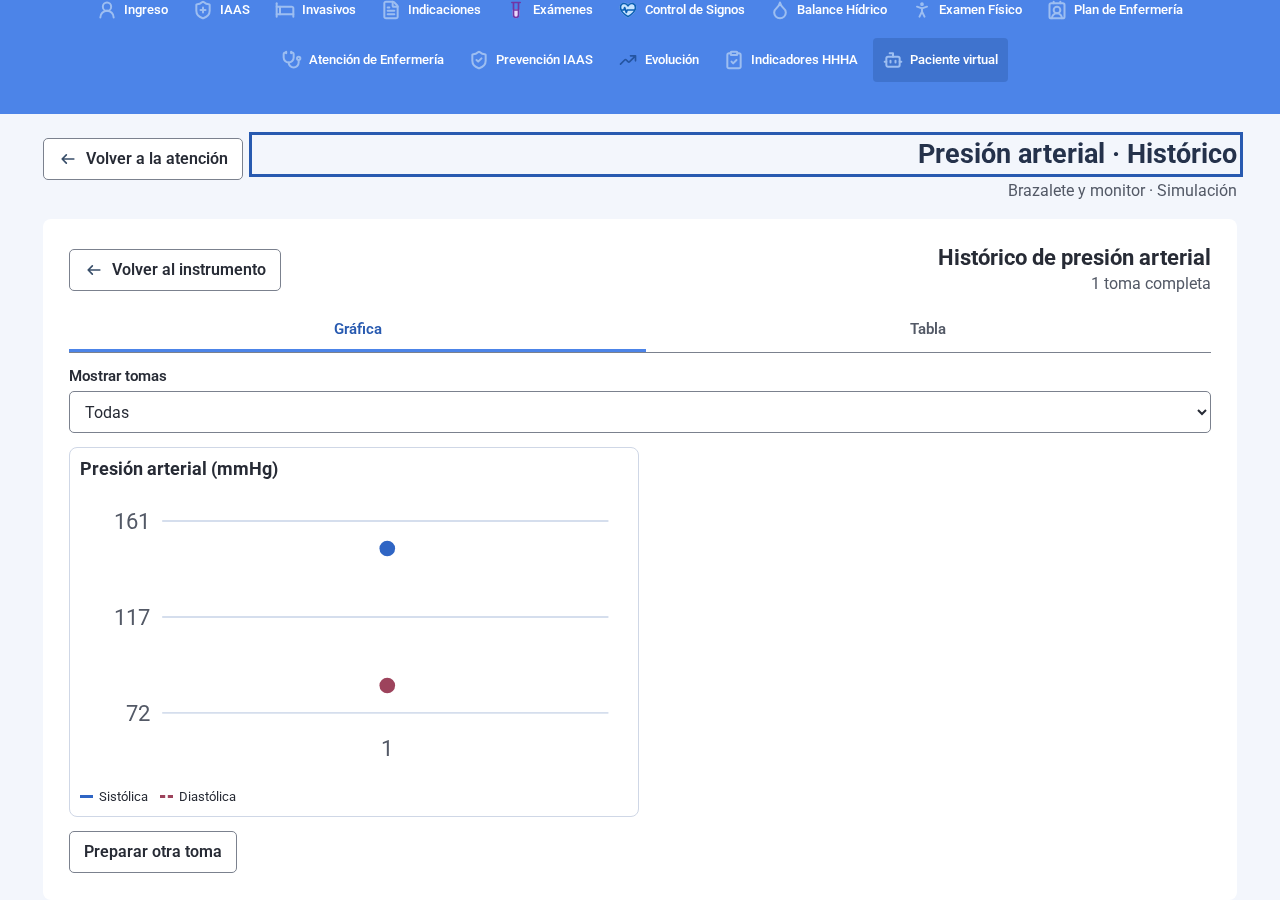 Ingreso IAAS Invasivos Indicaciones Exámenes Control de Signos Balance Hídrico Examen Físico Plan de Enfermería
Atención de Enfermería Prevención IAAS Evolución Indicadores HHHA Paciente virtual
Volver a la atención
Presión arterial · Histórico
Brazalete y monitor · Simulación
Volver al instrumento
Histórico de presión arterial
1 toma completa
Gráfica Tabla
Mostrar tomas
Todas
Presión arterial (mmHg)
161
117
72
1
Sistólica Diastólica
Preparar otra toma